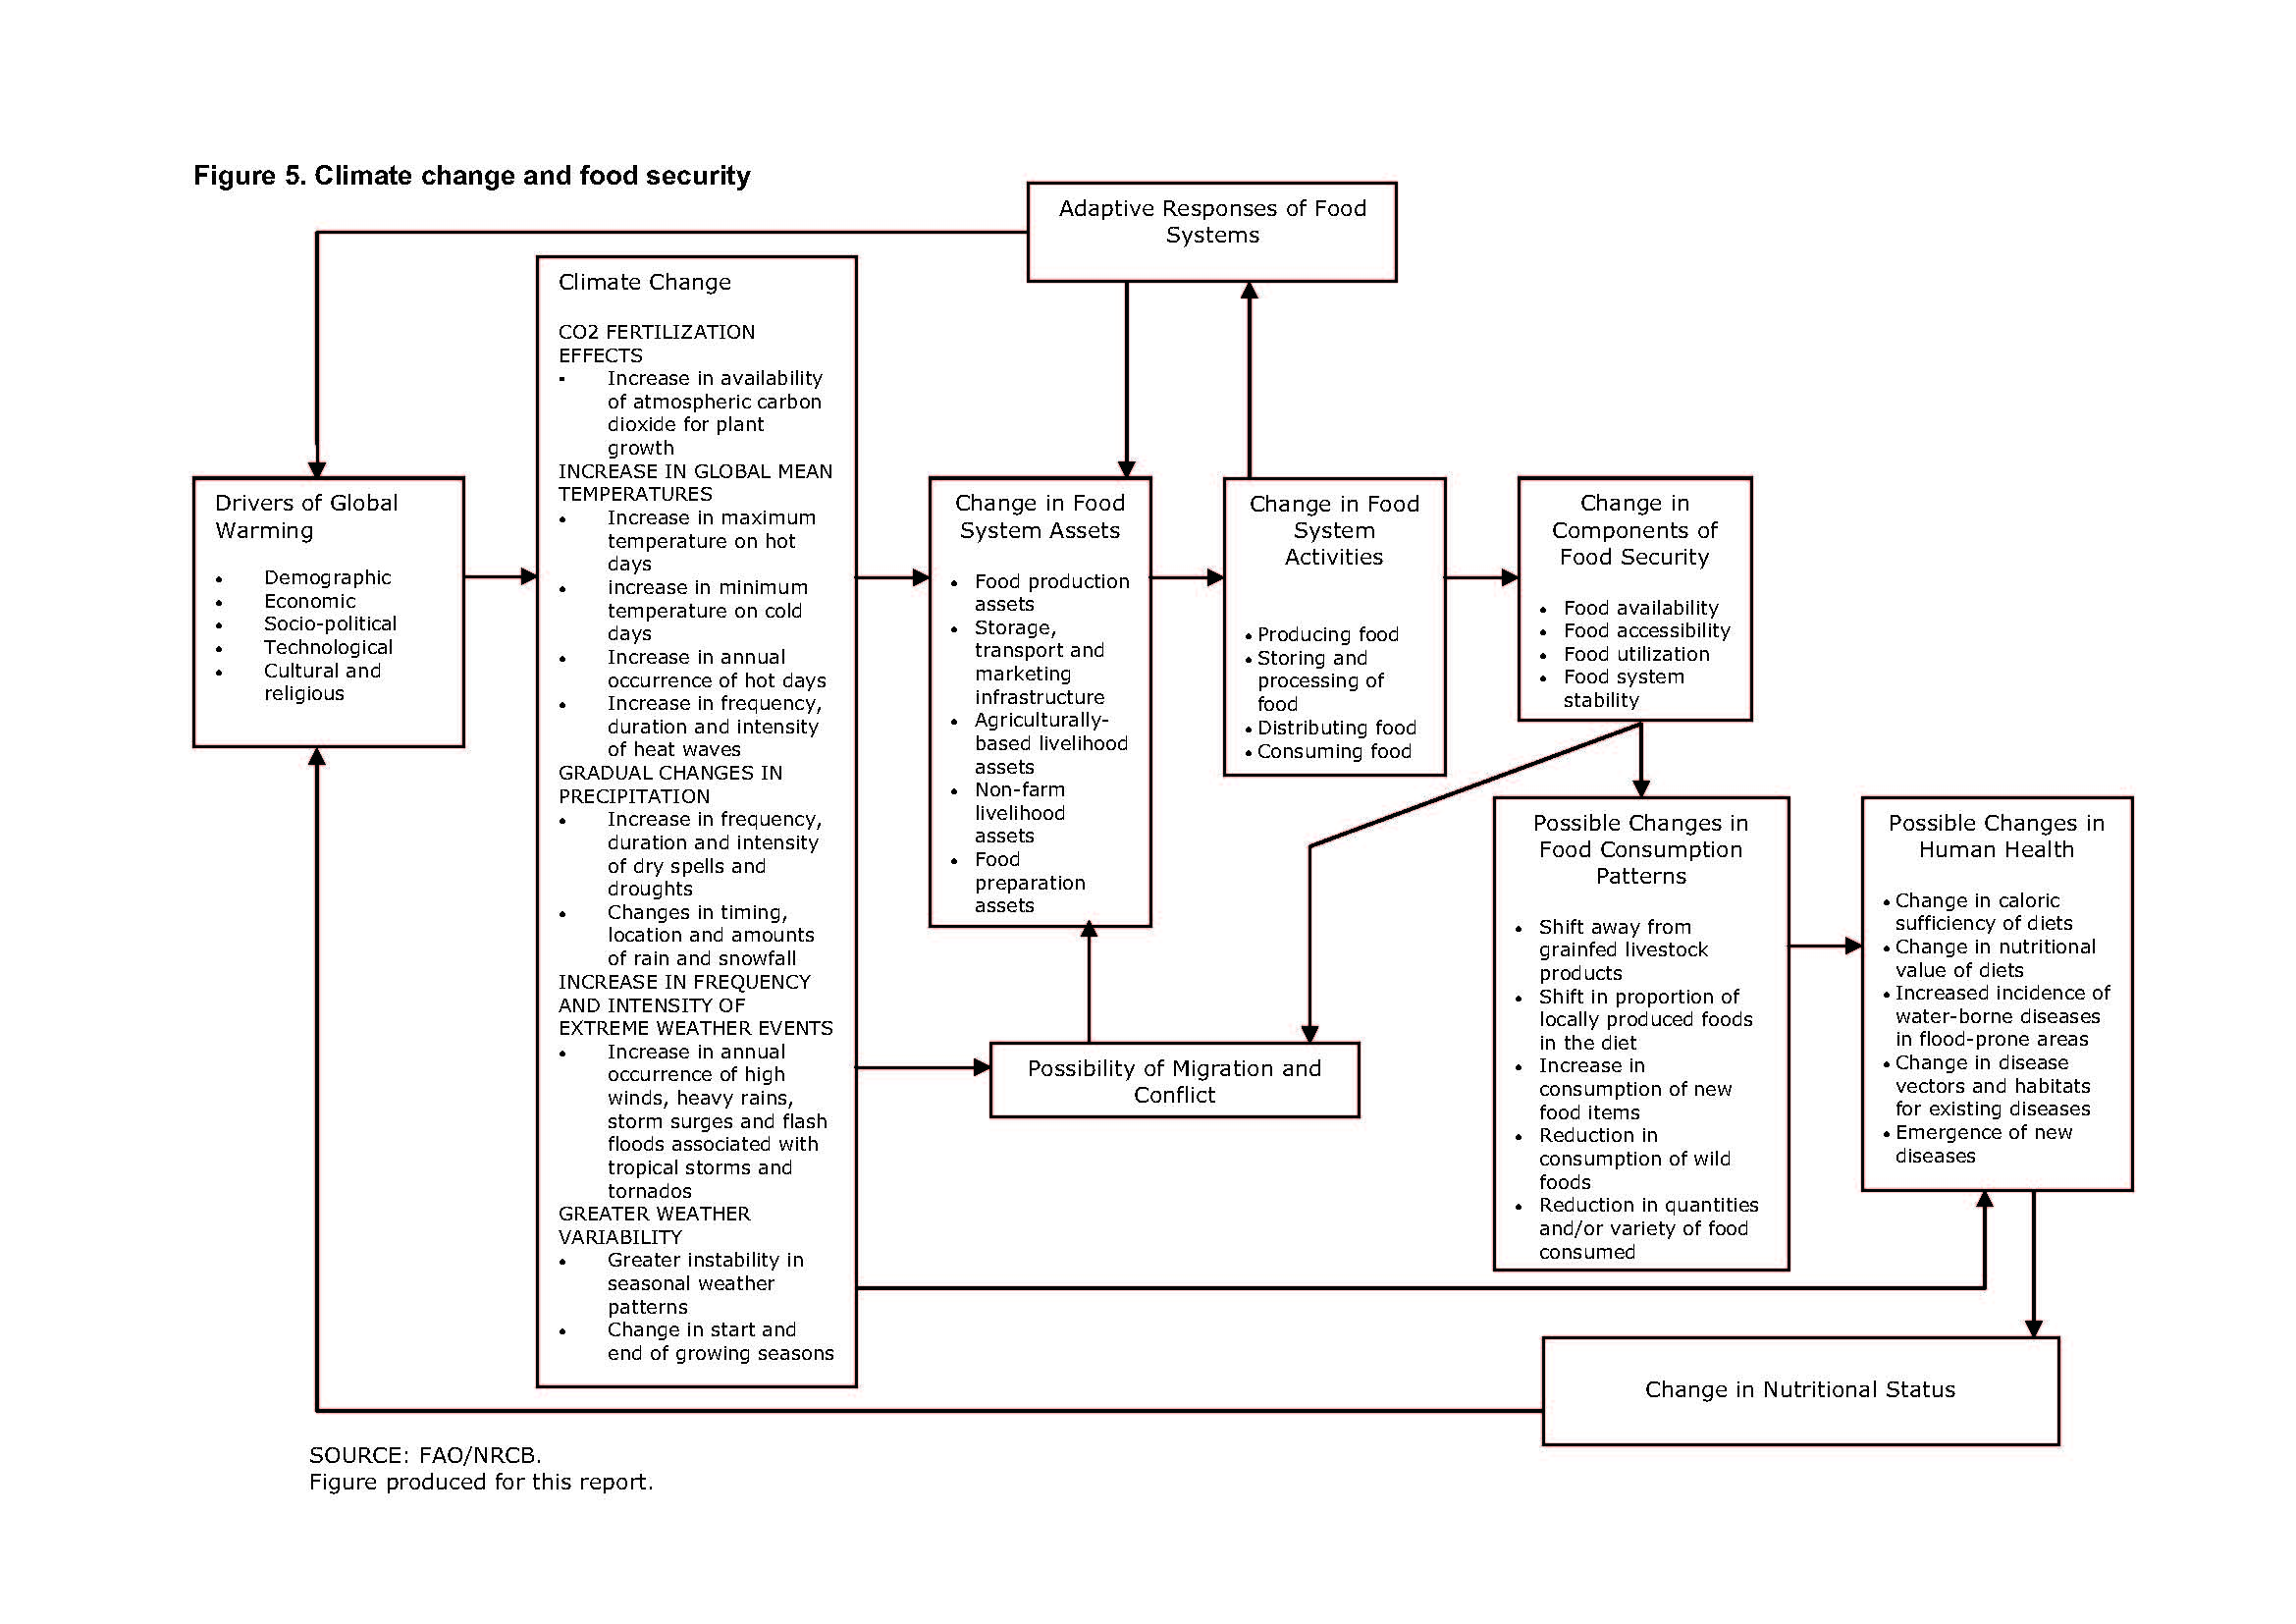 Figure 5. Climate change and food security
Adaptive Responses of Food
Systems
Climate Change
CO2 FERTILIZATION
EFFECTS
▪ Increase in availability
of atmospheric carbon
dioxide for plant
growth
INCREASE IN GLOBAL MEAN
TEMPERATURES
• Increase in maximum
temperature on hot
days
• increase in minimum
temperature on cold
days
• Increase in annual
occurrence of hot days
• Increase in frequency,
duration and intensity
of heat waves
GRADUAL CHANGES IN
PRECIPITATION
• Increase in frequency,
duration and intensity
of dry spells and
droughts
• Changes in timing,
location and amounts
of rain and snowfall
INCREASE IN FREQUENCY
AND INTENSITY OF
EXTREME WEATHER EVENTS
• Increase in annual
occurrence of high
winds, heavy rains,
storm surges and flash
floods associated with
tropical storms and
tornados
GREATER WEATHER
VARIABILITY
• Greater instability in
seasonal weather
patterns
• Change in start and
end of growing seasons
Drivers of Global
Warming
• Demographic
• Economic
• Socio-political
• Technological
• Cultural and
religious
Change in Food
System Assets
• Food production
assets
• Storage,
transport and
marketing
infrastructure
• Agriculturally-
based livelihood
assets
• Non-farm
livelihood
assets
• Food
preparation
assets
Change in Food
System
Activities
• Producing food
• Storing and
processing of
food
• Distributing food
• Consuming food
Change in
Components of
Food Security
• Food availability
• Food accessibility
• Food utilization
• Food system
stability
Possible Changes in
Food Consumption
Patterns
• Shift away from
grainfed livestock
products
• Shift in proportion of
locally produced foods
in the diet
• Increase in
consumption of new
food items
• Reduction in
consumption of wild
foods
• Reduction in quantities
and/or variety of food
consumed
Possible Changes in
Human Health
• Change in caloric
sufficiency of diets
• Change in nutritional
value of diets
• Increased incidence of
water-borne diseases
in flood-prone areas
• Change in disease
vectors and habitats
for existing diseases
• Emergence of new
diseases
Possibility of Migration and
Conflict
Change in Nutritional Status
SOURCE: FAO/NRCB.
Figure produced for this report.